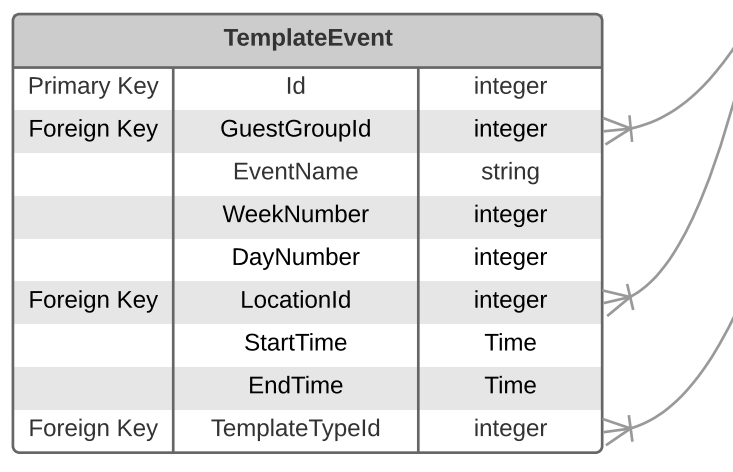 TemplateEvent
Primary Key Id integer
Foreign Key GuestGroupId integer
EventName string
WeekNumber integer
DayNumber integer
Foreign Key LocationId integer
StartTime Time
EndTime Time
Foreign Key TemplateTypeId integer